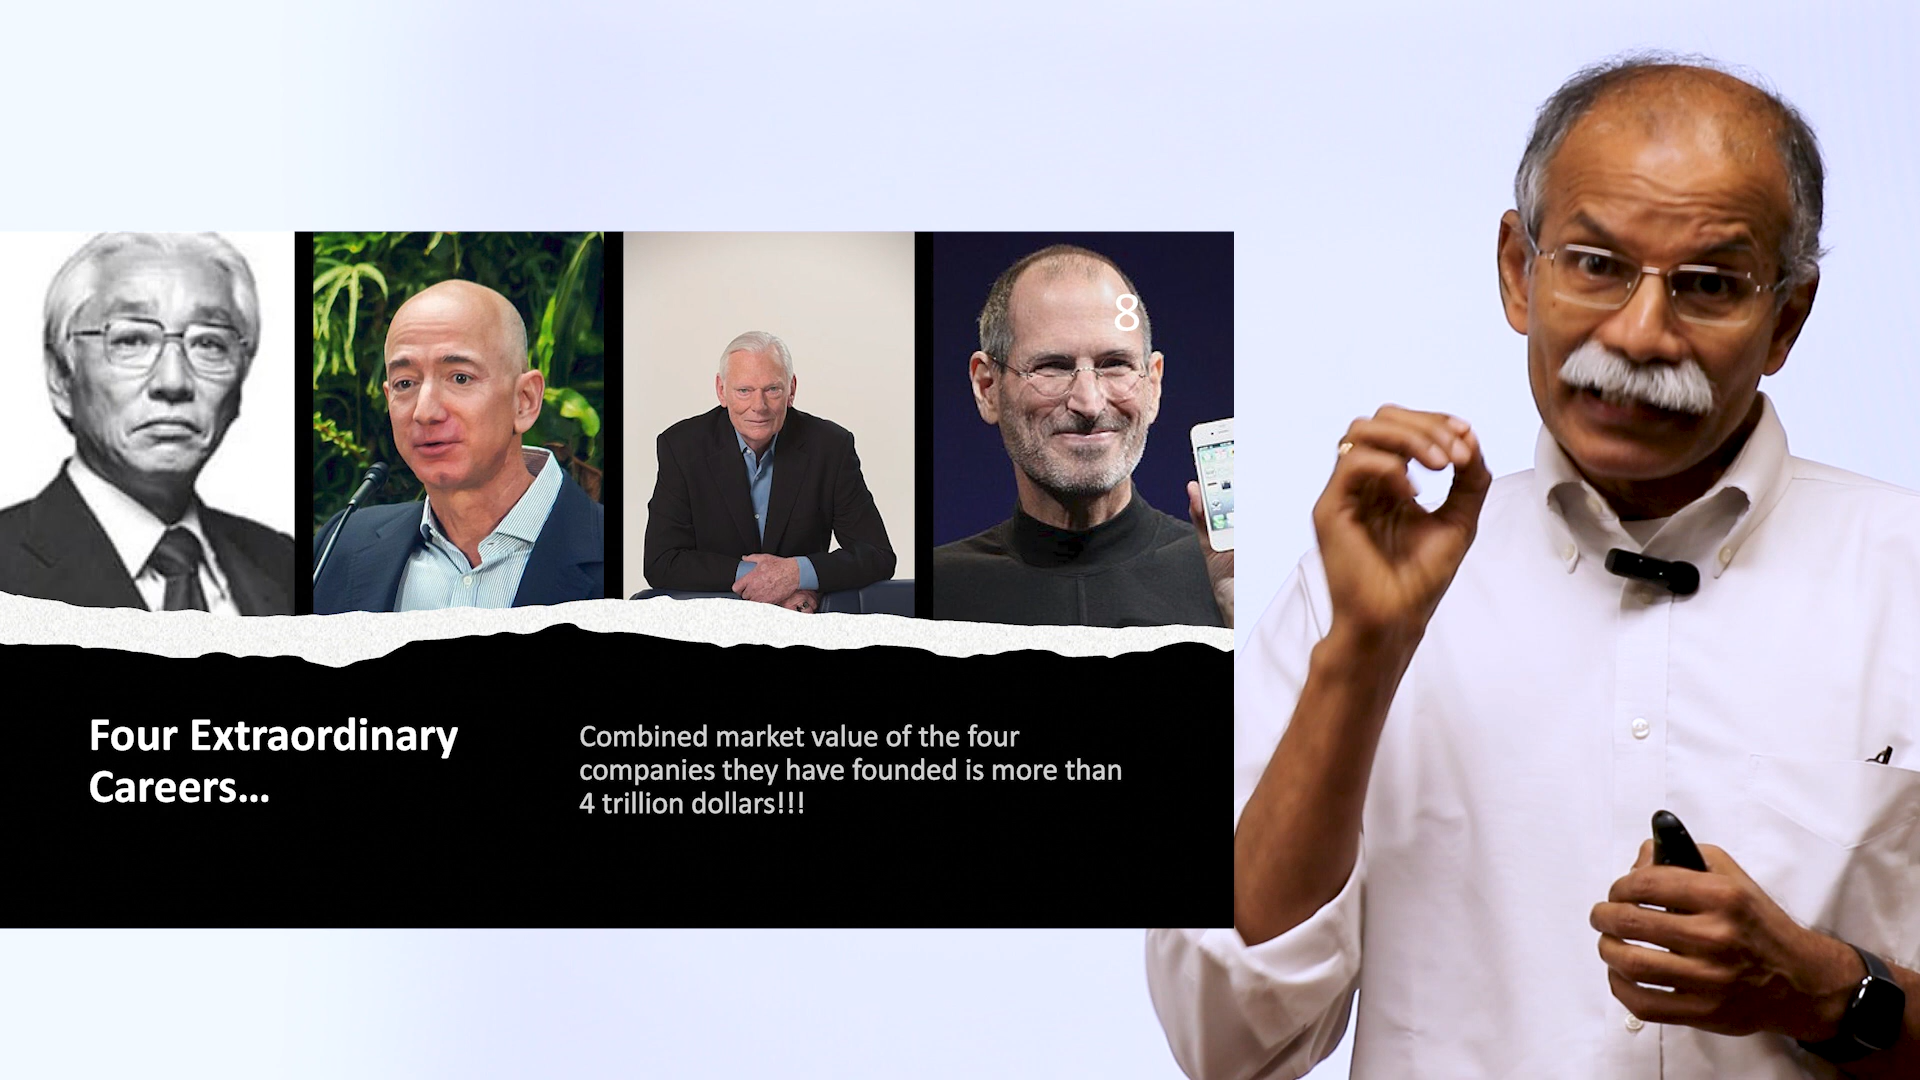 8
Four Extraordinary
Careers...
Combined market value of the four
companies they have founded is more than
4 trillion dollars!!!